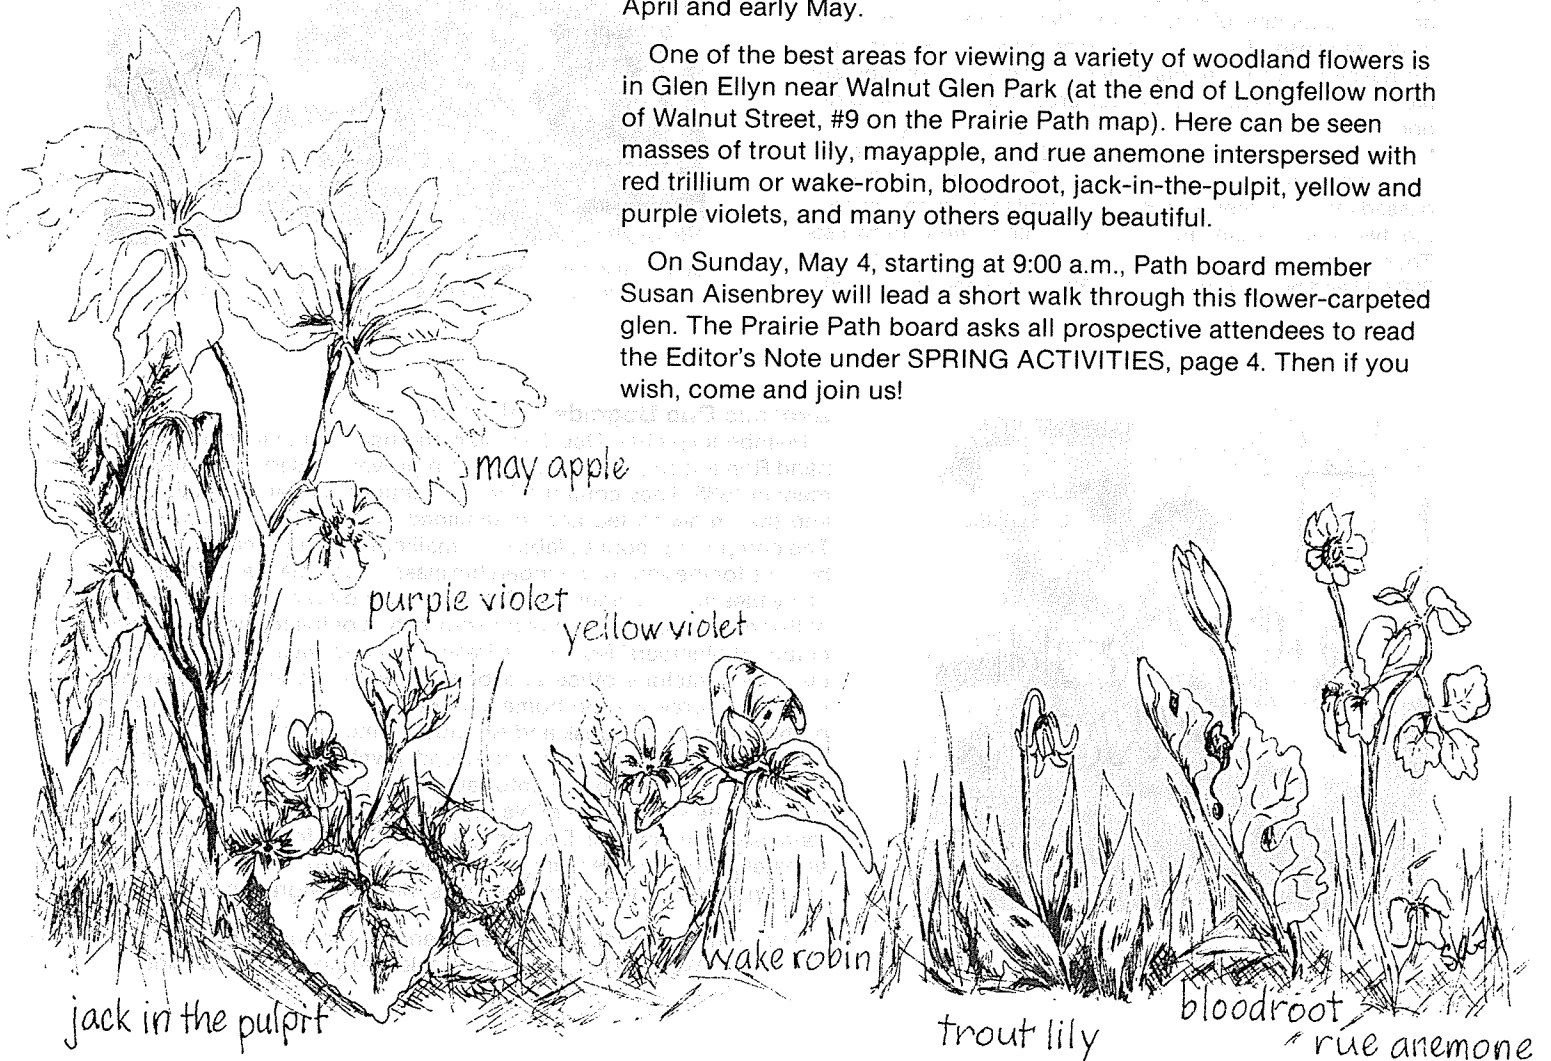 April and early May.
One of the best areas for viewing a variety of woodland flowers is
in Glen Ellyn near Walnut Glen Park (at the end of Longfellow north
of Walnut Street, #9 on the Prairie Path map). Here can be seen
masses of trout lily, mayapple, and rue anemone interspersed with
red trillium or wake-robin, bloodroot, jack-in-the-pulpit, yellow and
purple violets, and many others equally beautiful.
On Sunday, May 4, starting at 9:00 a.m., Path board member
Susan Aisenbrey will lead a short walk through this flower-carpeted
glen. The Prairie Path board asks all prospective attendees to read
the Editor's Note under SPRING ACTIVITIES, page 4. Then if you
wish, come and join us!
may apple
purple violet
yellow violet
wake robin
jack in the pulpit
trout lily
bloodroot
rue anemone